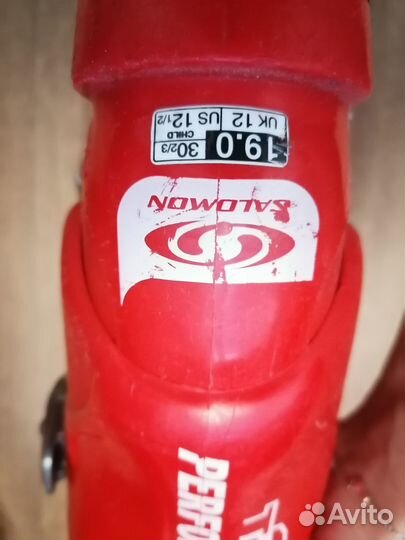 UK 12 US 12 1/2
19.0 30 2/3
CHILD
SALOMON
Avito